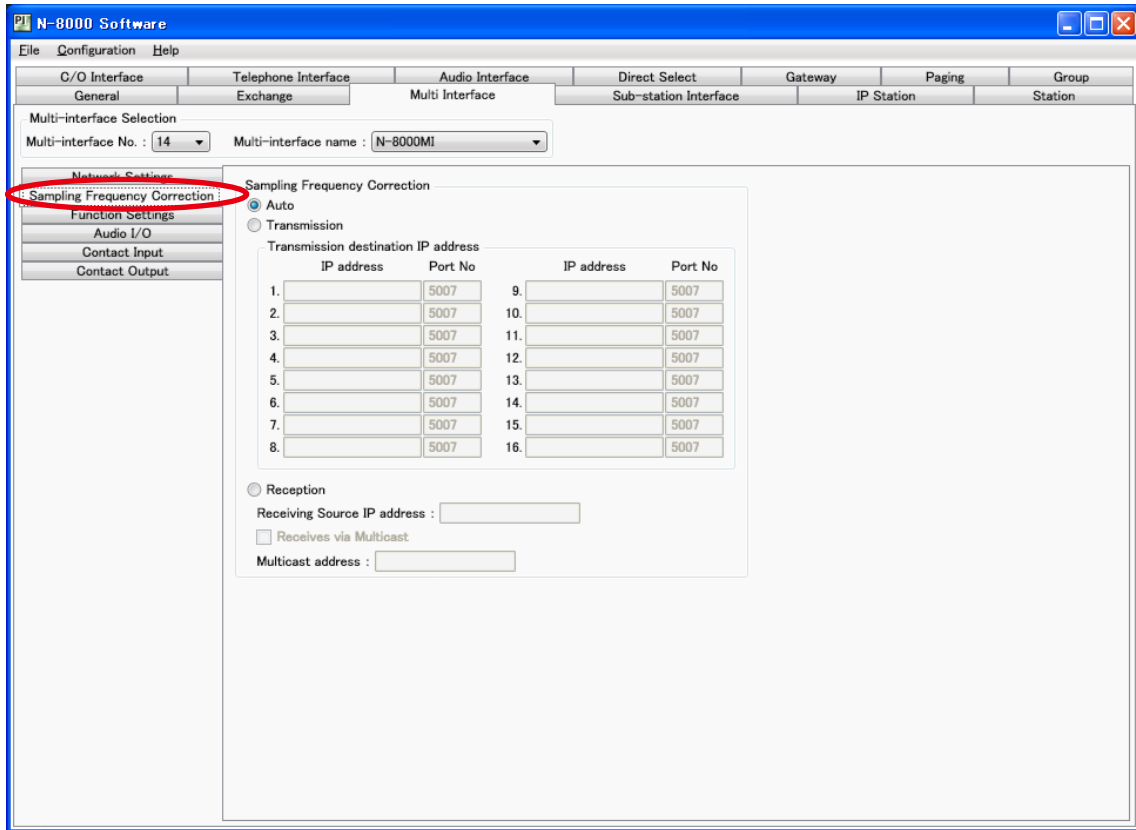 N-8000 Software
File Configuration Help
C/O Interface Telephone Interface Audio Interface Direct Select Gateway Paging Group
General Exchange Multi Interface Sub-station Interface IP Station Station
Multi-interface Selection
Multi-interface No. : 14 Multi-interface name : N-8000MI
Network Settings
Sampling Frequency Correction
Function Settings
Audio I/O
Contact Input
Contact Output
Sampling Frequency Correction
Auto
Transmission
Transmission destination IP address
IP address Port No IP address Port No
1. 5007 9. 5007
2. 5007 10. 5007
3. 5007 11. 5007
4. 5007 12. 5007
5. 5007 13. 5007
6. 5007 14. 5007
7. 5007 15. 5007
8. 5007 16. 5007
Reception
Receiving Source IP address :
Receives via Multicast
Multicast address :